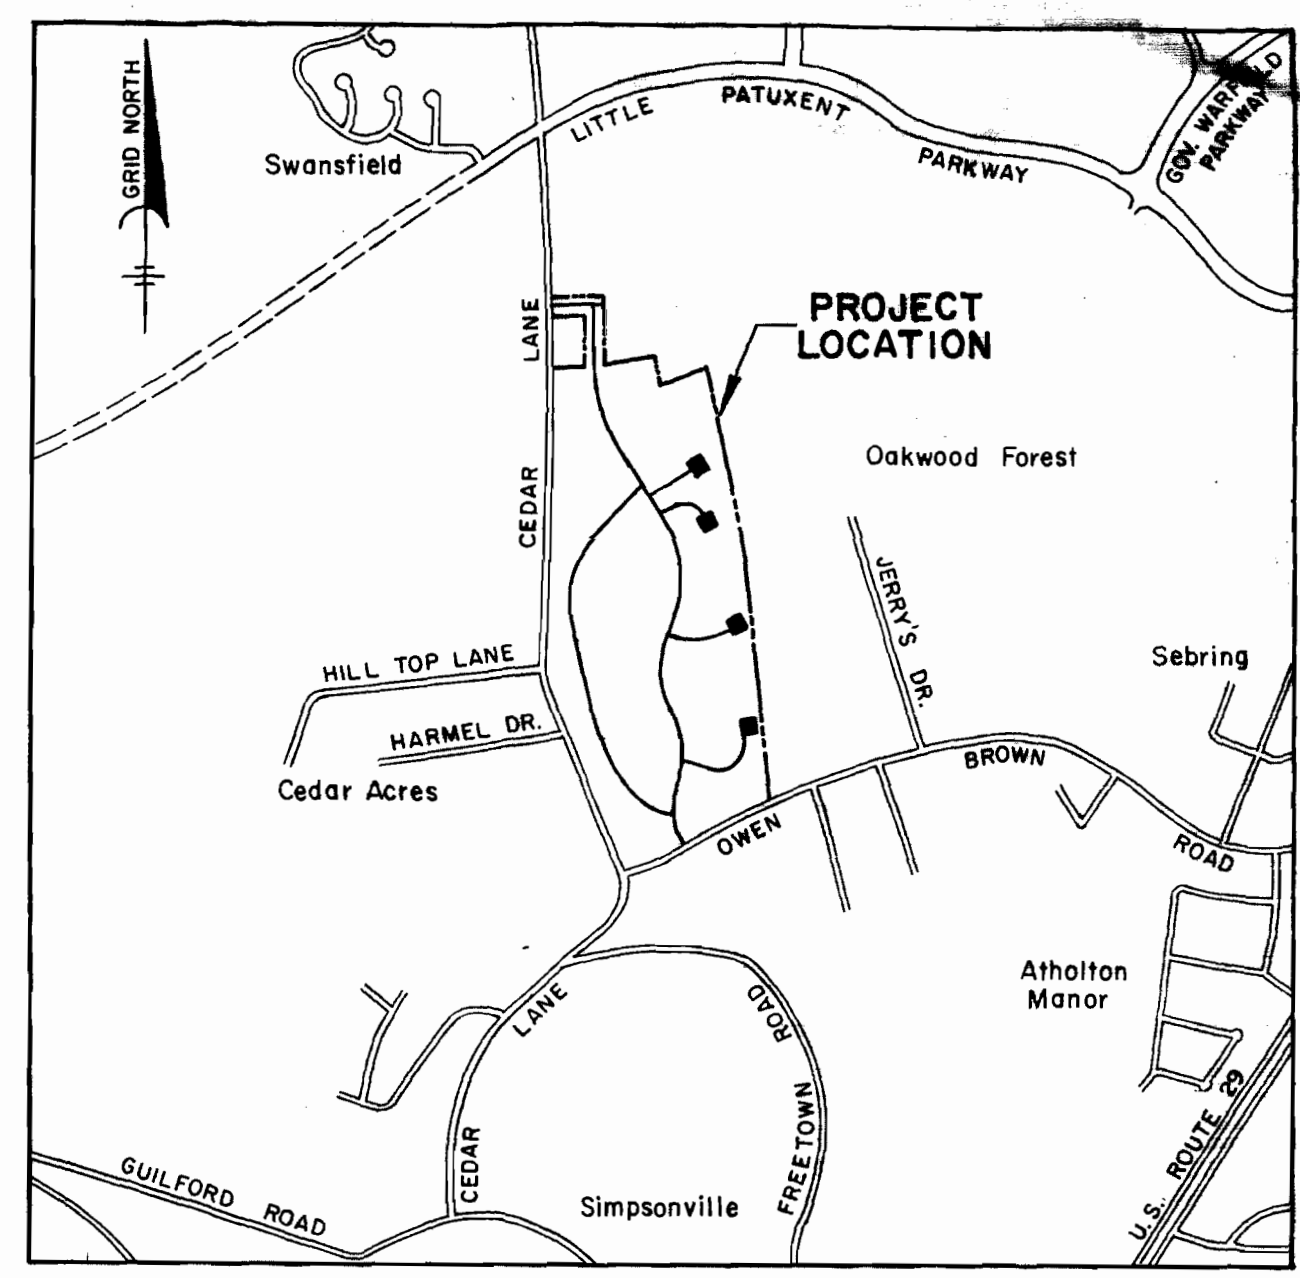 GRID NORTH
Swansfield
LITTLE PATUXENT PARKWAY
GOV. WARFIELD
PARKWAY
PROJECT
LOCATION
CEDAR LANE
Oakwood Forest
JERRY'S DR.
HILL TOP LANE
HARMEL DR.
Cedar Acres
Sebring
OWEN BROWN ROAD
Atholton
Manor
CEDAR LANE
FREETOWN ROAD
U.S. ROUTE 29
GUILFORD ROAD
Simpsonville